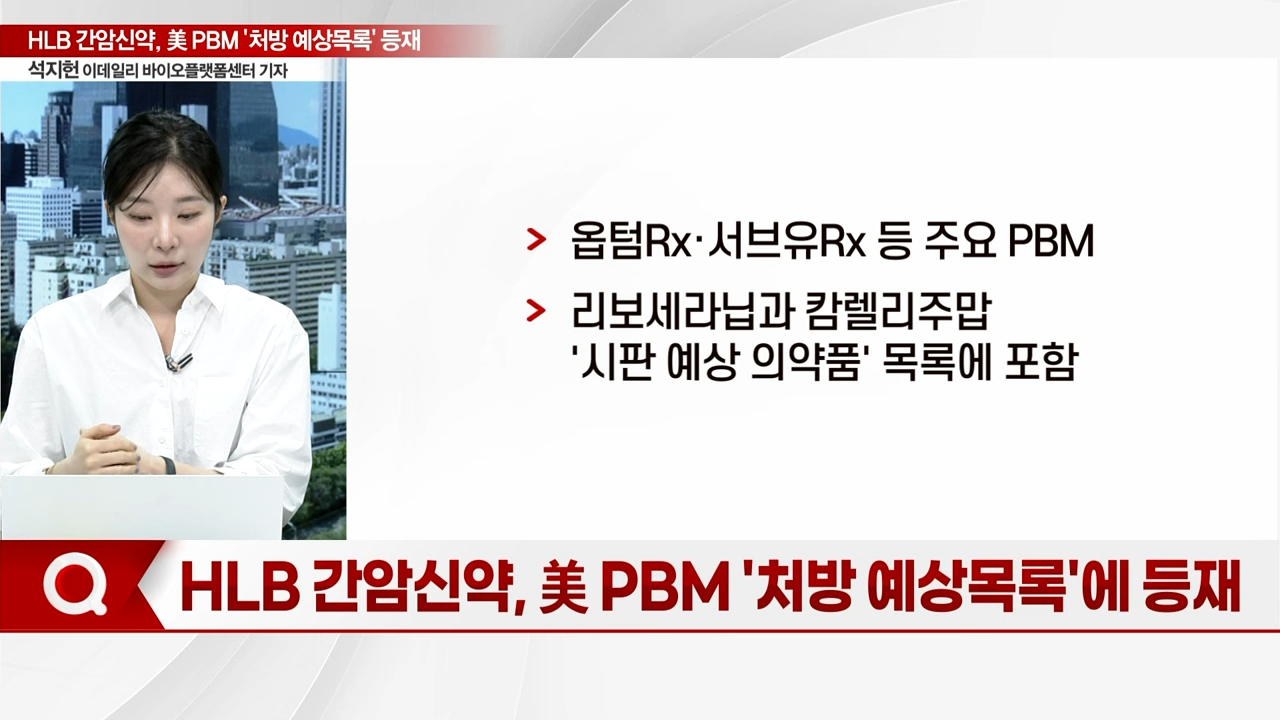 HLB 간암신약, 美 PBM '처방 예상목록' 등재
석지헌 이데일리 바이오플랫폼센터 기자
> 옵텀Rx·서브유Rx 등 주요 PBM
> 리보세라닙과 캄렐리주맙
'시판 예상 의약품' 목록에 포함
HLB 간암신약, 美 PBM '처방 예상목록'에 등재